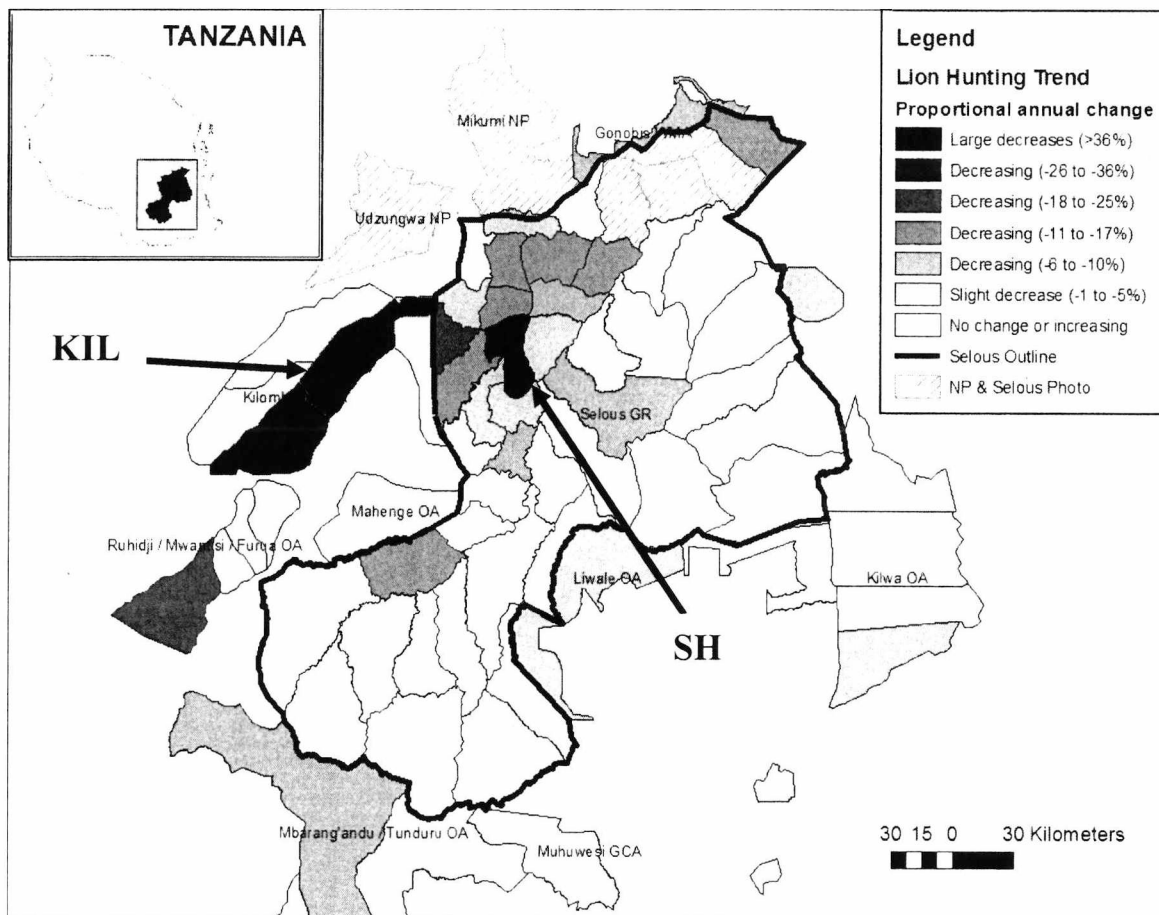 TANZANIA
Legend
Lion Hunting Trend
Proportional annual change
Large decreases (>36%)
Decreasing (-26 to -36%)
Decreasing (-18 to -25%)
Decreasing (-11 to -17%)
Decreasing (-6 to -10%)
Slight decrease (-1 to -5%)
No change or increasing
Selous Outline
NP & Selous Photo
Mikumi NP
Udzungwa NP
KIL
Selous GR
Mahenge OA
Ruhidji / / Furua OA
Liwale OA
Kilwa OA
SH
Mbarang'andu / Tunduru OA
Muhuwesi GCA
30 15 0 30 Kilometers